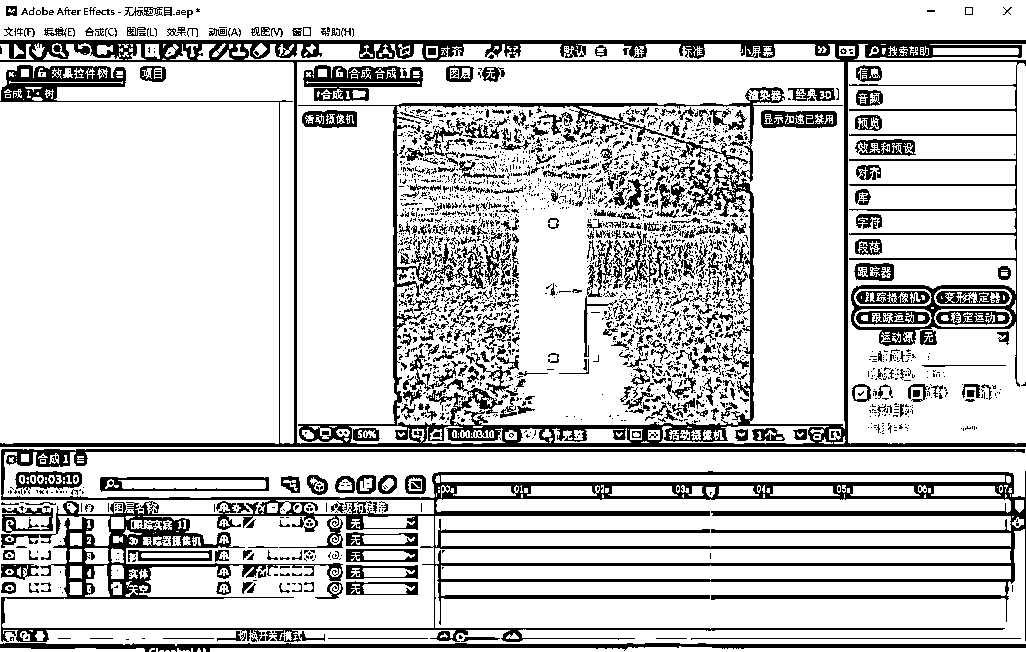 Adobe After Effects - 无标题项目.aep *
文件(F) 编辑(E) 合成(C) 图层(L) 效果(T) 动画(A) 视图(V) 窗口 帮助(H)
对齐 默认 了解 标准 小屏幕 搜索帮助
效果控件 树 项目
合成 1 • 树
合成 合成 1 图层 (无)
合成 1
渲染器: 经典 3D
活动摄像机 显示加速已禁用
信息
音频
预览
效果和预设
对齐
库
字符
段落
跟踪器
跟踪摄像机 变形稳定器
跟踪运动 稳定运动
运动源: 无
50% 0:00:03:10 完整 活动摄像机 1个
合成 1
0:00:03:10
:00s 01s 02s 03s 04s 05s 06s 07s
图层名称 父级和链接
1 [跟踪实底 1] 无
2 3D 跟踪器摄像机 无
3 无
4 实体 无
5 天空 无
切换开关/模式